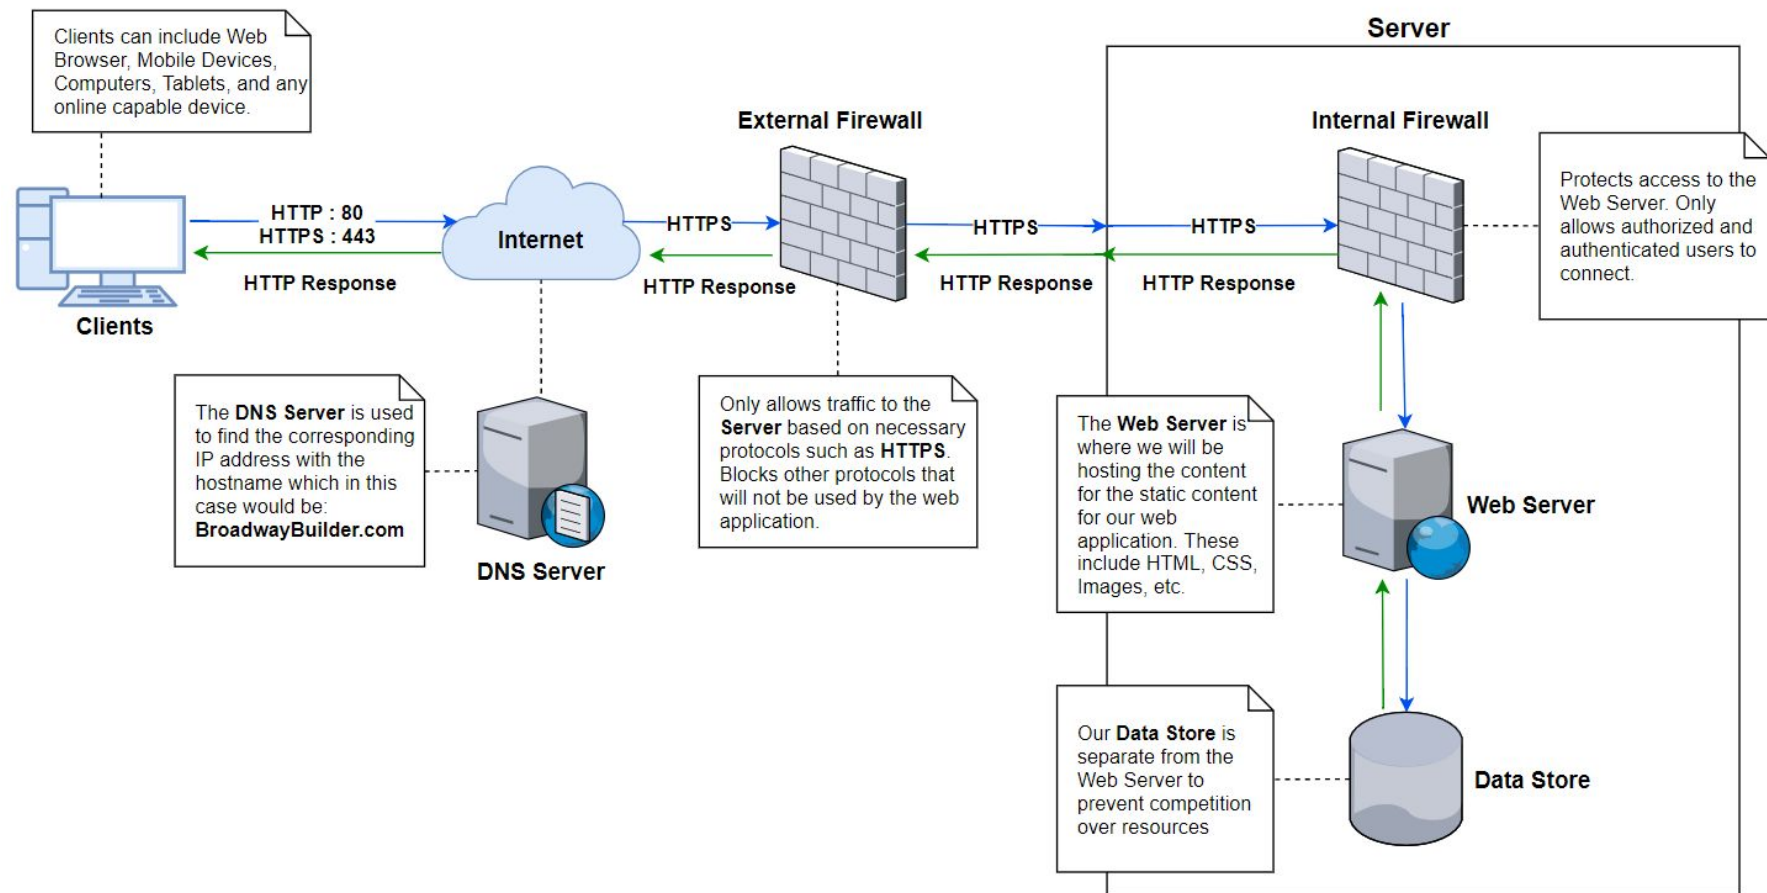 Server
Clients can include Web
Browser, Mobile Devices,
Computers, Tablets, and any
online capable device.
External Firewall
Internal Firewall
Protects access to the
Web Server. Only
allows authorized and
authenticated users to
connect.
HTTP : 80
HTTPS : 443
HTTP Response
Clients
Internet
HTTPS
HTTP Response
HTTPS
HTTP Response
HTTPS
HTTP Response
The DNS Server is used
to find the corresponding
IP address with the
hostname which in this
case would be:
BroadwayBuilder.com
DNS Server
Only allows traffic to the
Server based on necessary
protocols such as HTTPS.
Blocks other protocols that
will not be used by the web
application.
The Web Server is
where we will be
hosting the content
for the static content
for our web
application. These
include HTML, CSS,
Images, etc.
Web Server
Our Data Store is
separate from the
Web Server to
prevent competition
over resources
Data Store